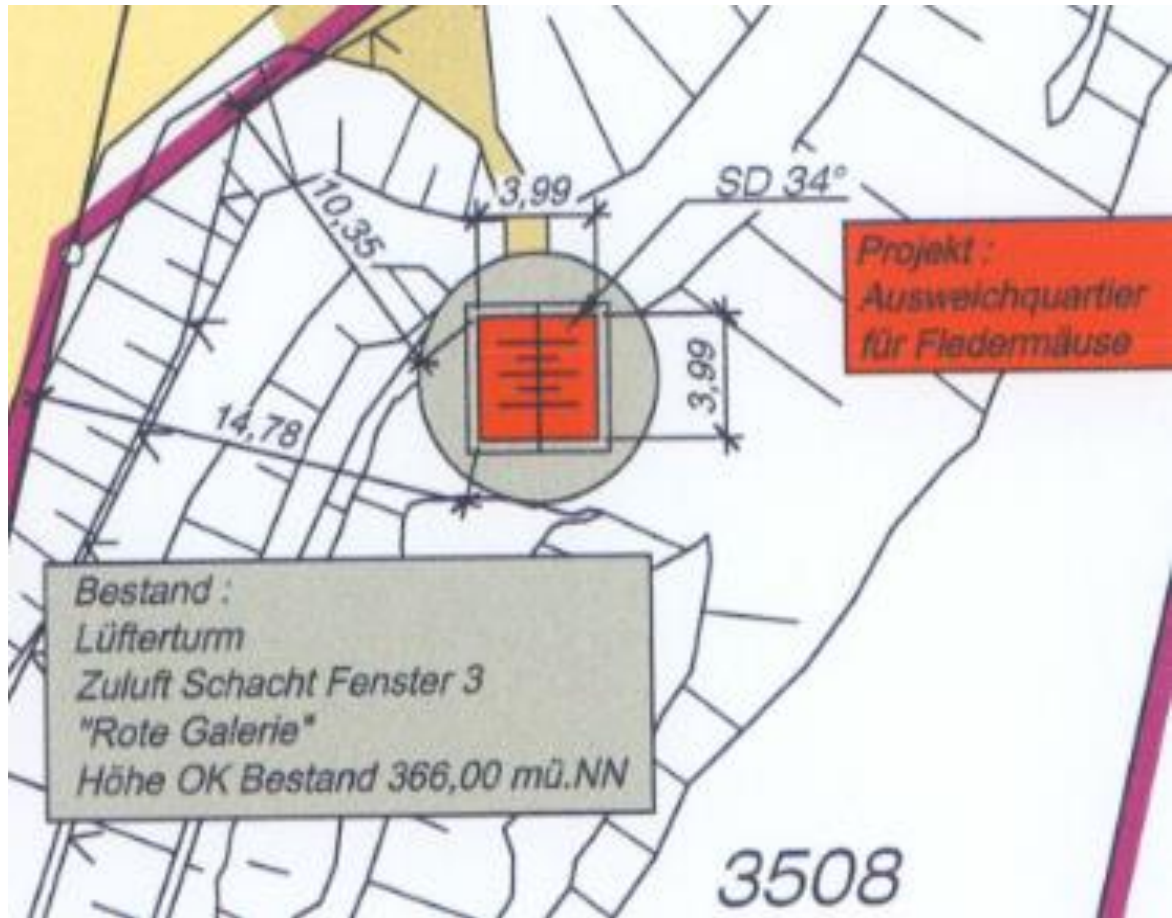 3,99
SD 34°
10,35
Projekt :
Ausweichquartier
für Fledermäuse
3,99
14,78
Bestand :
Lüfterturm
Zuluft Schacht Fenster 3
"Rote Galerie"
Höhe OK Bestand 366,00 mü.NN
3508